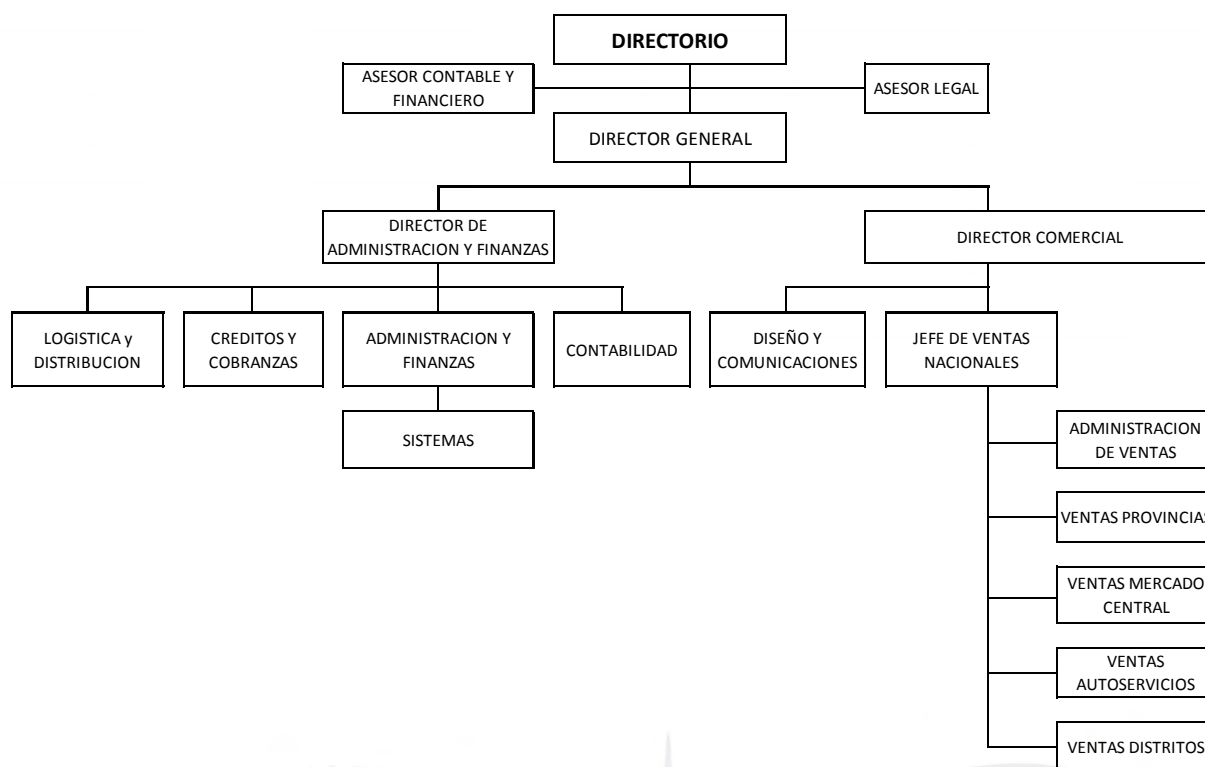 DIRECTORIO
ASESOR CONTABLE Y
FINANCIERO
ASESOR LEGAL
DIRECTOR GENERAL
DIRECTOR DE
ADMINISTRACION Y FINANZAS
DIRECTOR COMERCIAL
LOGISTICA y
DISTRIBUCION
CREDITOS Y
COBRANZAS
ADMINISTRACION Y
FINANZAS
CONTABILIDAD
DISEÑO Y
COMUNICACIONES
JEFE DE VENTAS
NACIONALES
SISTEMAS
ADMINISTRACION
DE VENTAS
VENTAS PROVINCIAS
VENTAS MERCADO
CENTRAL
VENTAS
AUTOSERVICIOS
VENTAS DISTRITOS